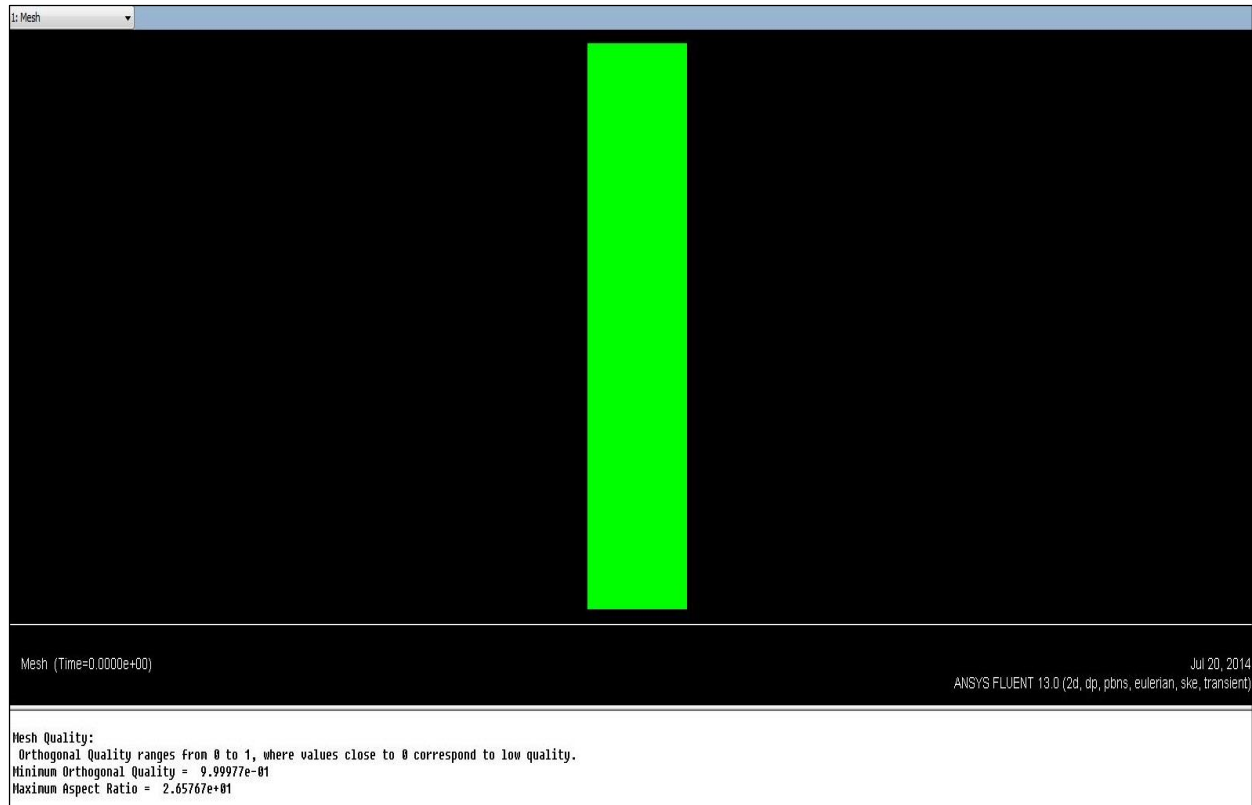 1: Mesh
Mesh (Time=0.0000e+00)
Jul 20, 2014
ANSYS FLUENT 13.0 (2d, dp, pbns, eulerian, ske, transient)
Mesh Quality:
Orthogonal Quality ranges from 0 to 1, where values close to 0 correspond to low quality.
Minimum Orthogonal Quality = 9.99977e-01
Maximum Aspect Ratio = 2.65767e+01